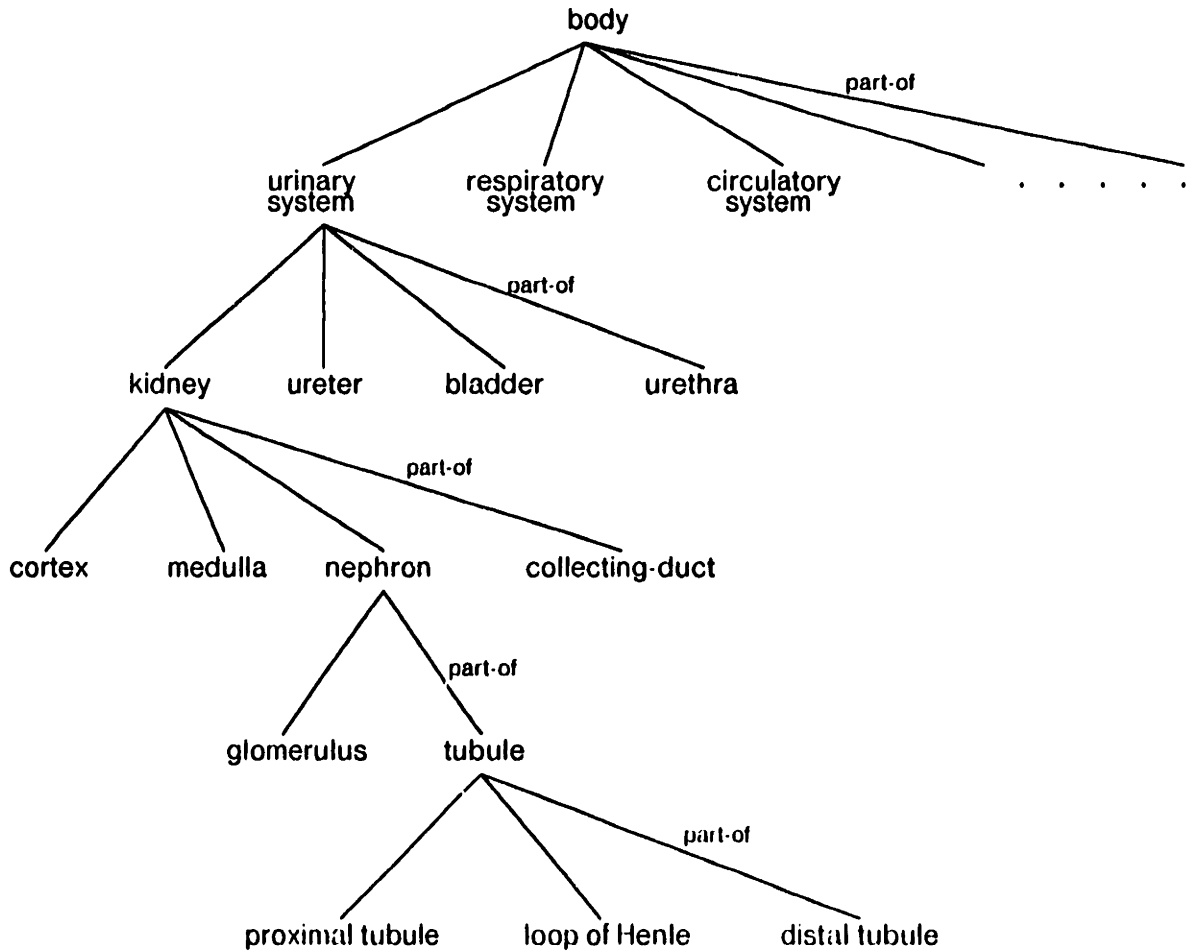 body
part-of
urinary
system
respiratory
system
circulatory
system
. . . . .
part-of
kidney
ureter
bladder
urethra
part-of
cortex
medulla
nephron
collecting-duct
part-of
glomerulus
tubule
part-of
proximal tubule
loop of Henle
distal tubule